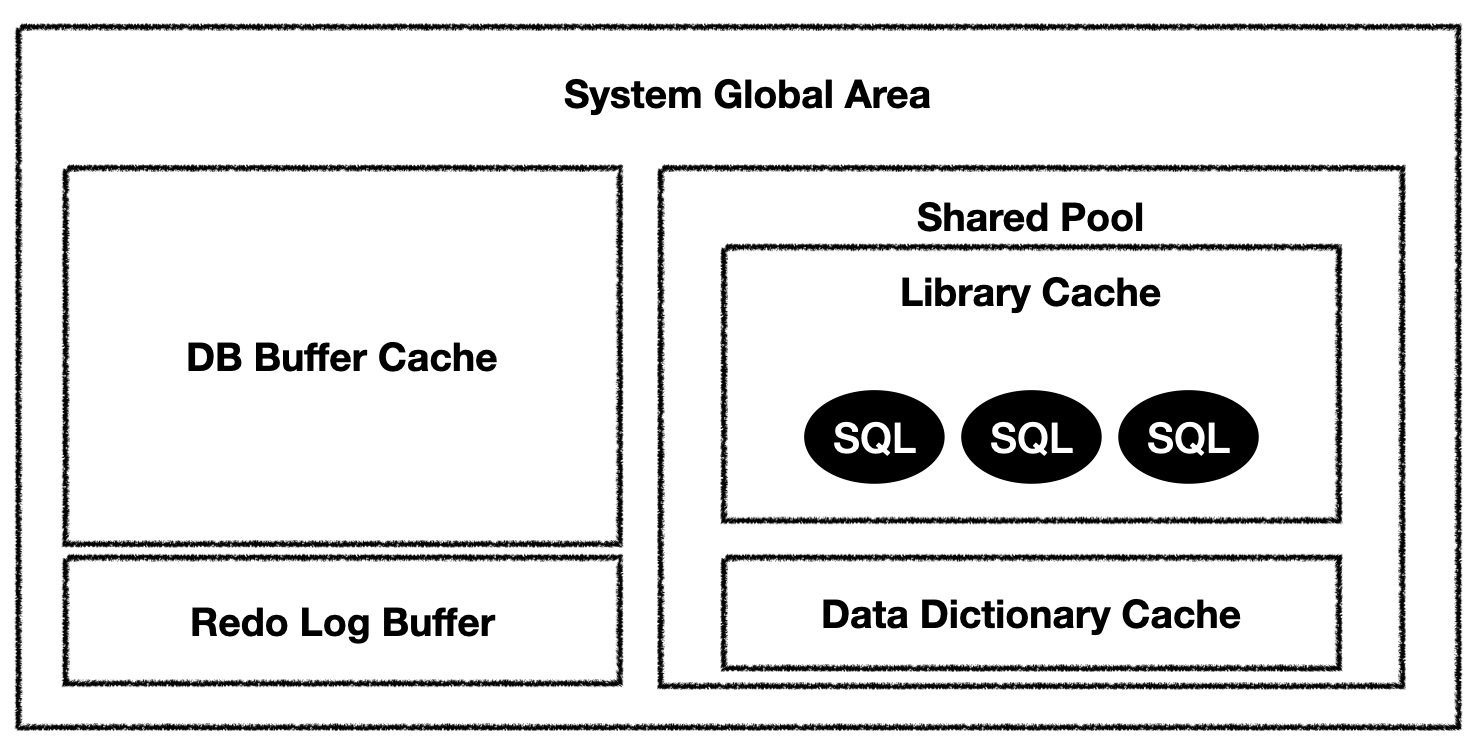 System Global Area
DB Buffer Cache
Redo Log Buffer
Shared Pool
Library Cache
SQL SQL SQL
Data Dictionary Cache